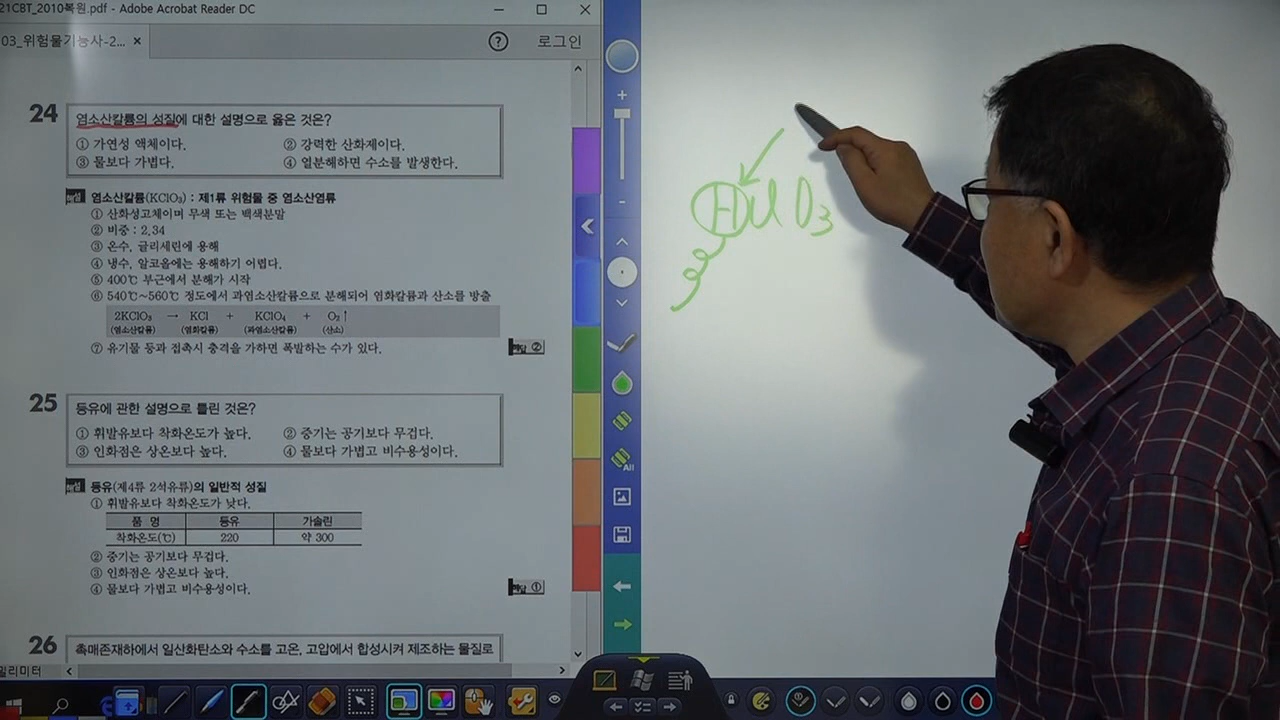 21CBT_2010복원.pdf - Adobe Acrobat Reader DC
03_위험물기능사-2... ×
로그인
24
염소산칼륨의 성질에 대한 설명으로 옳은 것은?
① 가연성 액체이다. ② 강력한 산화제이다.
③ 물보다 가볍다. ④ 열분해하면 수소를 발생한다.
해설 염소산칼륨(KClO₃) : 제1류 위험물 중 염소산염류
① 산화성고체이며 무색 또는 백색분말
② 비중 : 2.34
③ 온수, 글리세린에 용해
④ 냉수, 알코올에는 용해하기 어렵다.
⑤ 400℃ 부근에서 분해가 시작
⑥ 540℃~560℃ 정도에서 과염소산칼륨으로 분해되어 염화칼륨과 산소를 방출
2KClO₃ → KCl + KClO₄ + O₂↑
(염소산칼륨) (염화칼륨) (과염소산칼륨) (산소)
⑦ 유기물 등과 접촉시 충격을 가하면 폭발하는 수가 있다.
해답 ②
25
등유에 관한 설명으로 틀린 것은?
① 휘발유보다 착화온도가 높다. ② 증기는 공기보다 무겁다.
③ 인화점은 상온보다 높다. ④ 물보다 가볍고 비수용성이다.
해설 등유(제4류 2석유류)의 일반적 성질
① 휘발유보다 착화온도가 낮다.
품 명 등유 가솔린
착화온도(℃) 220 약 300
② 증기는 공기보다 무겁다.
③ 인화점은 상온보다 높다.
④ 물보다 가볍고 비수용성이다.
해답 ①
26
촉매존재하에서 일산화탄소와 수소를 고온, 고압에서 합성시켜 제조하는 물질로
밀리미터
HClO₃
All